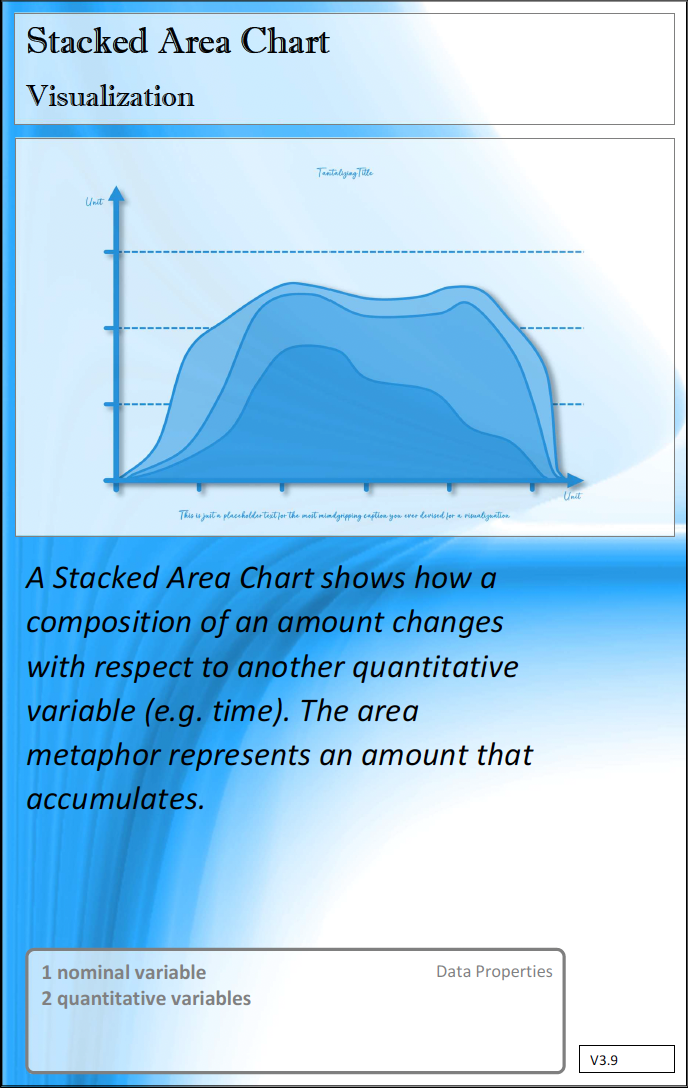 Stacked Area Chart
Visualization
Tantalizing Title
Unit
Unit
This is just a placeholder text for the most mindgripping caption you ever devised for a visualization.
A Stacked Area Chart shows how a
composition of an amount changes
with respect to another quantitative
variable (e.g. time). The area
metaphor represents an amount that
accumulates.
1 nominal variable
Data Properties
2 quantitative variables
V3.9